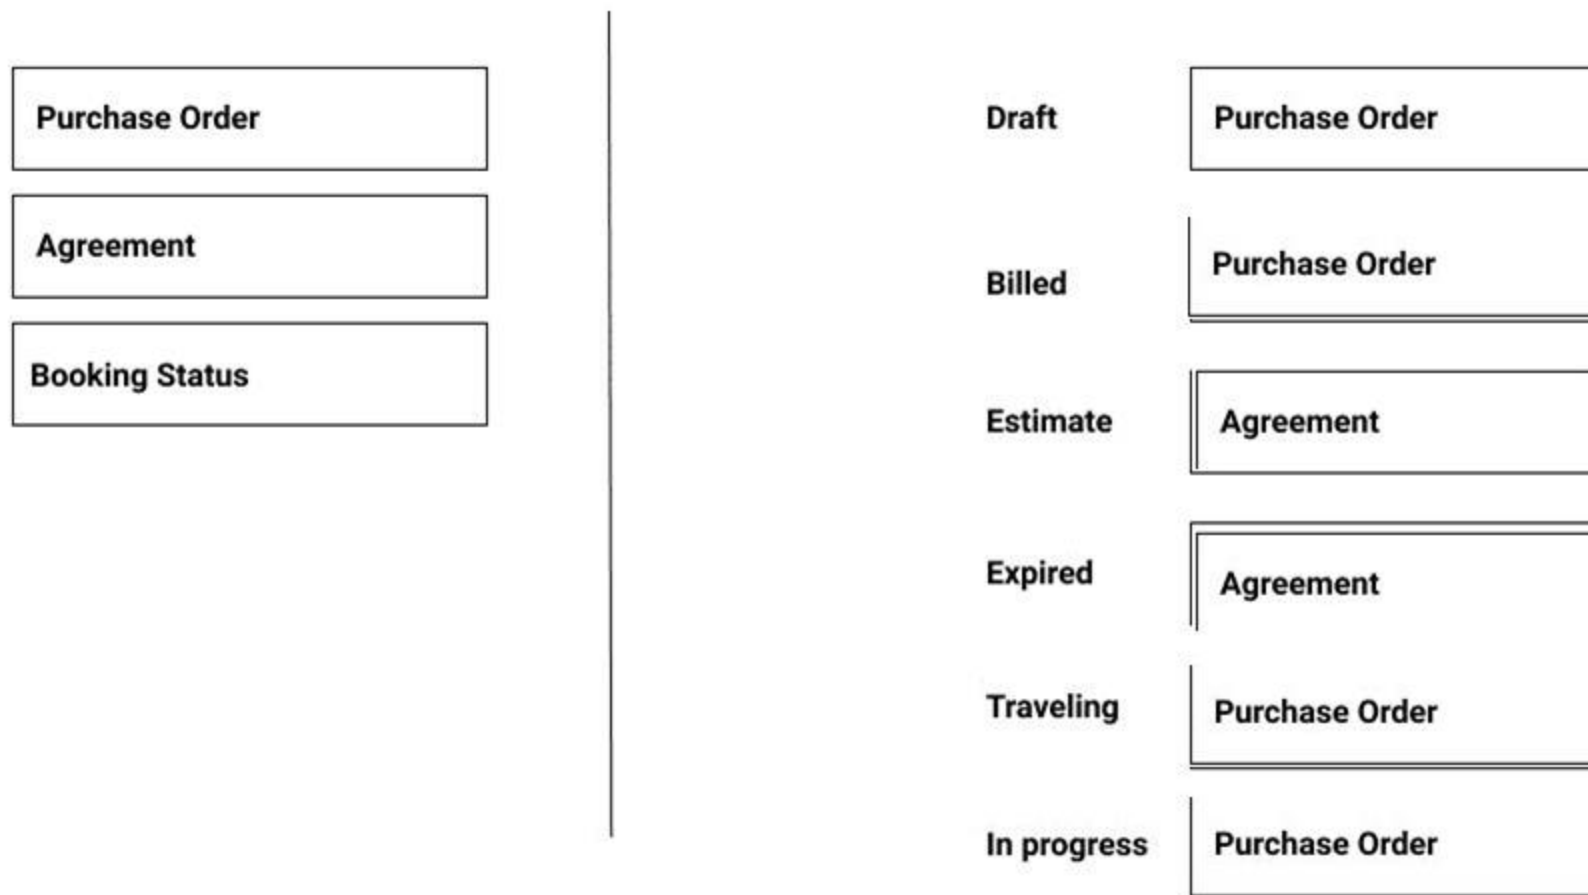 Purchase Order
Agreement
Booking Status
Draft Purchase Order
Billed Purchase Order
Estimate Agreement
Expired Agreement
Traveling Purchase Order
In progress Purchase Order